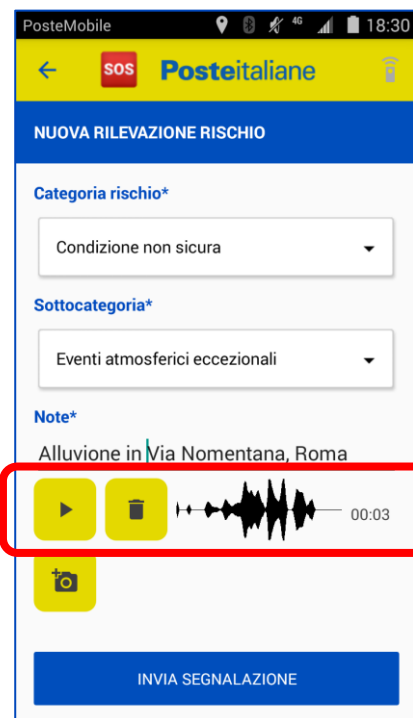 PosteMobile 4G 18:30
SOS Posteitaliane
NUOVA RILEVAZIONE RISCHIO
Categoria rischio*
Condizione non sicura
Sottocategoria*
Eventi atmosferici eccezionali
Note*
Alluvione in Via Nomentana, Roma
00:03
INVIA SEGNALAZIONE